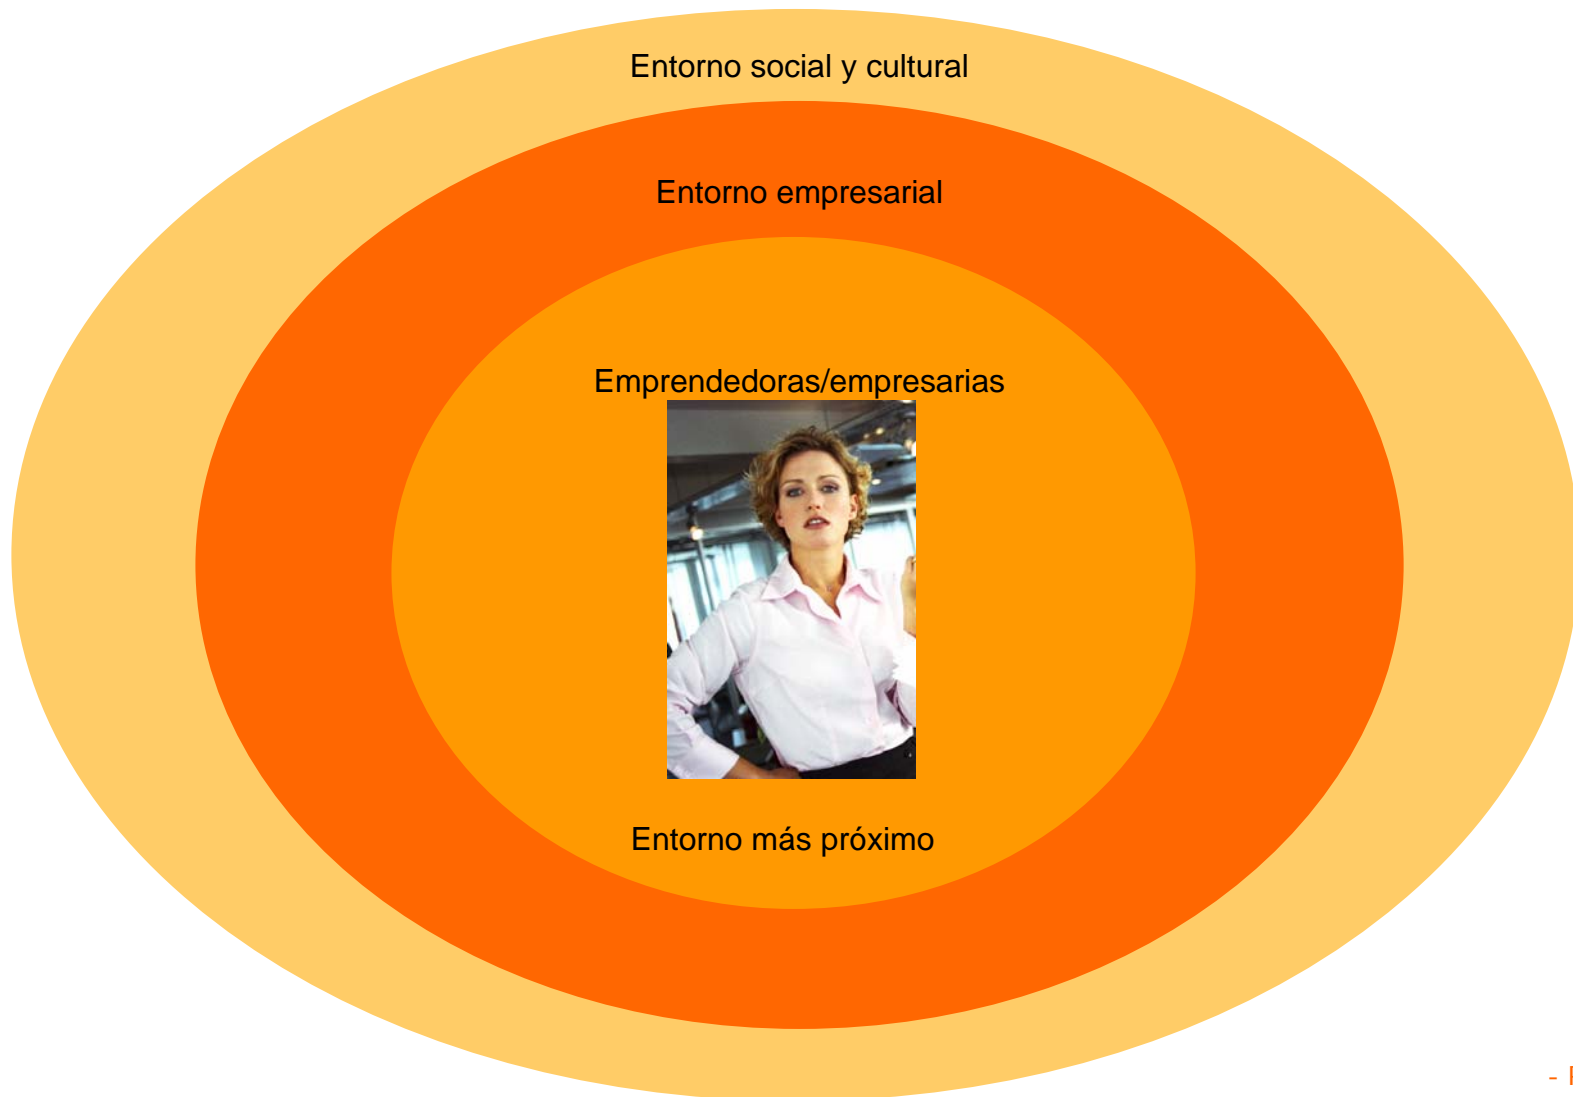 Entorno social y cultural
Entorno empresarial
Emprendedoras/empresarias
Entorno más próximo